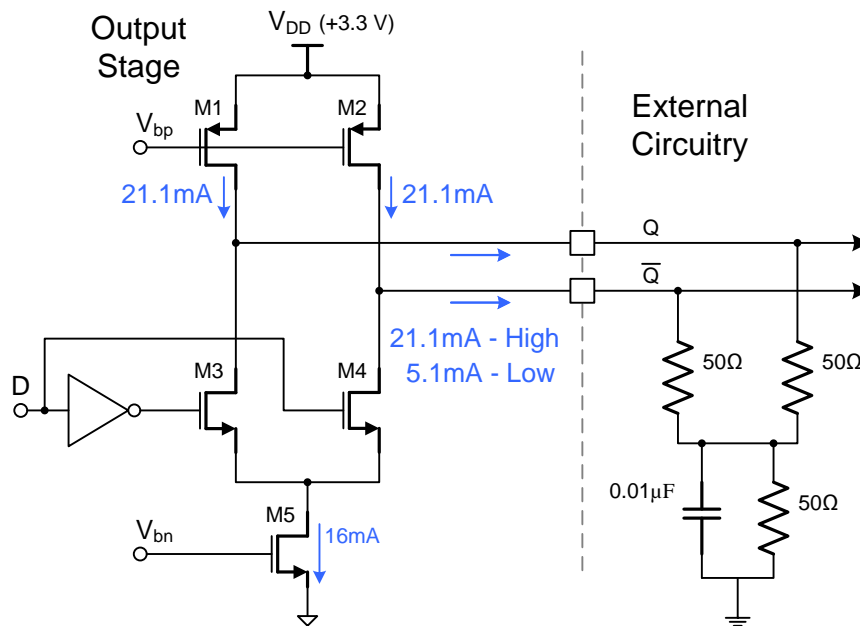 Output
Stage
VDD (+3.3 V)
External
Circuitry
M1
M2
Vbp
21.1mA
21.1mA
Q
Q̅
21.1mA - High
5.1mA - Low
50Ω
50Ω
D
M3
M4
0.01µF
50Ω
M5
Vbn
16mA